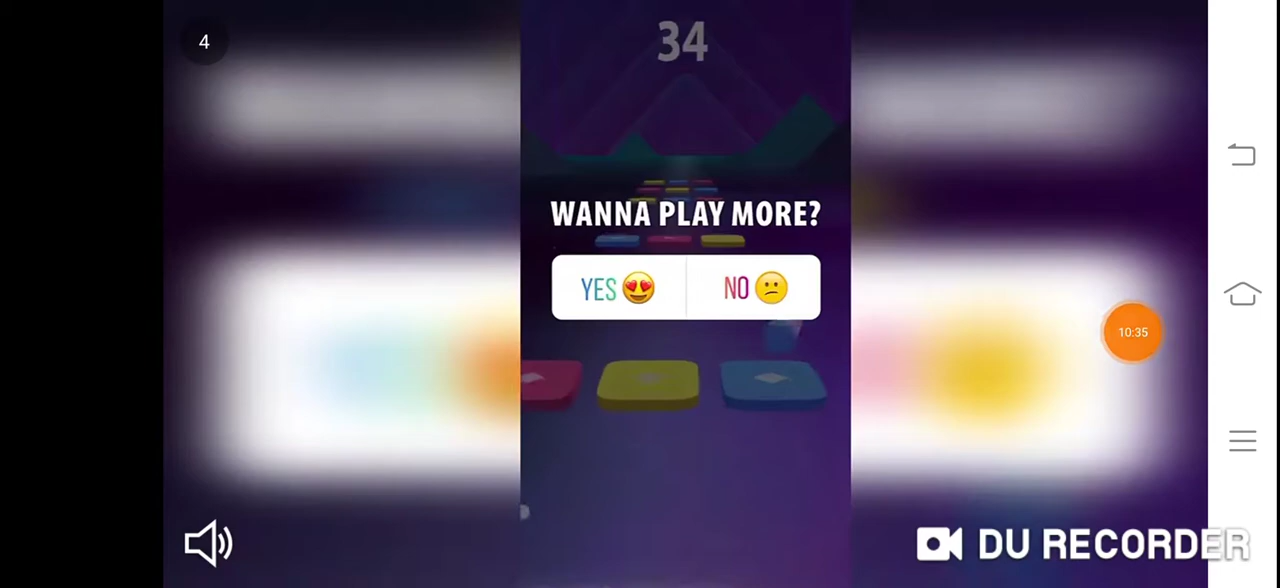 4
34
WANNA PLAY MORE?
YES 😍 NO 😕
10:35
DU RECORDER